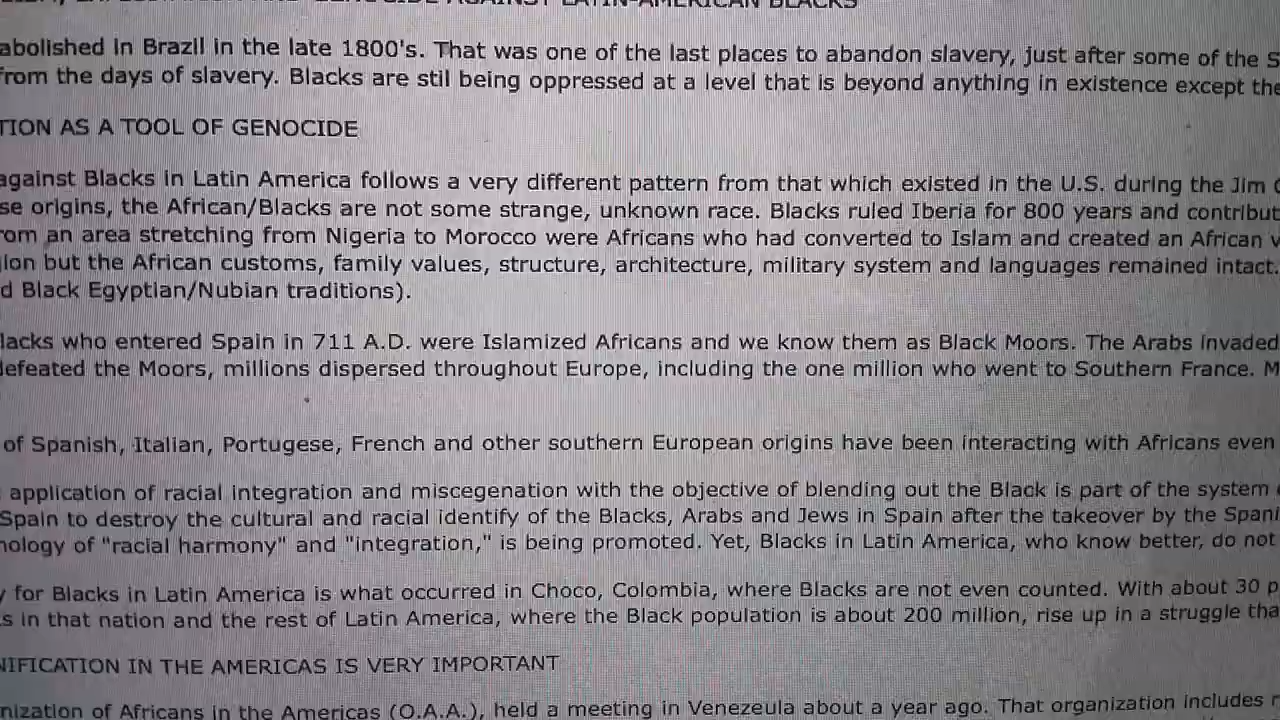 GENOCIDE AGAINST LATIN-AMERICAN BLACKS
abolished in Brazil in the late 1800's. That was one of the last places to abandon slavery, just after some of the S
from the days of slavery. Blacks are stil being oppressed at a level that is beyond anything in existence except the
TION AS A TOOL OF GENOCIDE
against Blacks in Latin America follows a very different pattern from that which existed in the U.S. during the Jim
se origins, the African/Blacks are not some strange, unknown race. Blacks ruled Iberia for 800 years and contribut
rom an area stretching from Nigeria to Morocco were Africans who had converted to Islam and created an African
gion but the African customs, family values, structure, architecture, military system and languages remained intact.
d Black Egyptian/Nubian traditions).
lacks who entered Spain in 711 A.D. were Islamized Africans and we know them as Black Moors. The Arabs invaded
defeated the Moors, millions dispersed throughout Europe, including the one million who went to Southern France. M
of Spanish, Italian, Portugese, French and other southern European origins have been interacting with Africans even
application of racial integration and miscegenation with the objective of blending out the Black is part of the system
Spain to destroy the cultural and racial identify of the Blacks, Arabs and Jews in Spain after the takeover by the Spani
nology of "racial harmony" and "integration," is being promoted. Yet, Blacks in Latin America, who know better, do not
y for Blacks in Latin America is what occurred in Choco, Colombia, where Blacks are not even counted. With about 30 p
s in that nation and the rest of Latin America, where the Black population is about 200 million, rise up in a struggle tha
NIFICATION IN THE AMERICAS IS VERY IMPORTANT
nization of Africans in the Americas (O.A.A.), held a meeting in Venezeula about a year ago. That organization includes